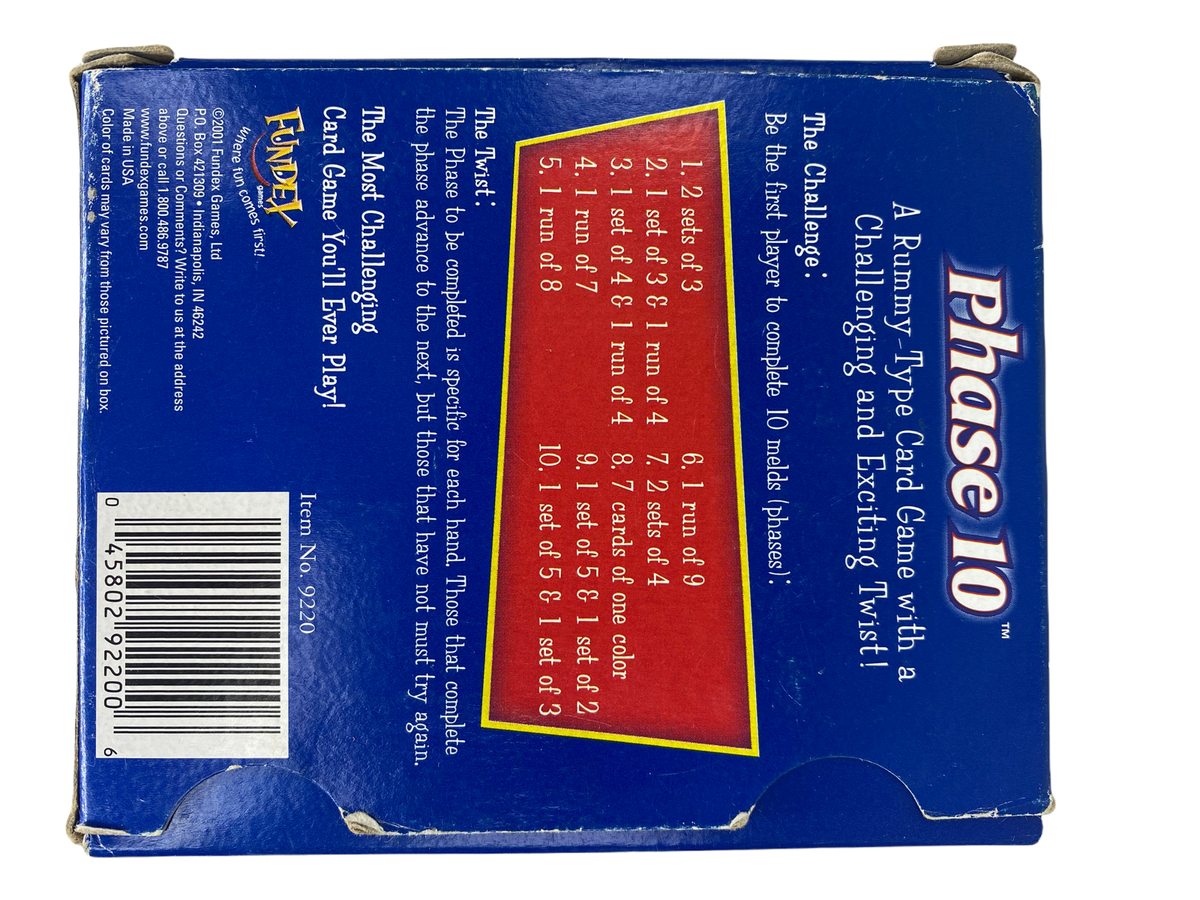 Phase 10™
A Rummy-Type Card Game with a
Challenging and Exciting Twist!
The Challenge:
Be the first player to complete 10 melds (phases):
1. 2 sets of 3
2. 1 set of 3 & 1 run of 4
3. 1 set of 4 & 1 run of 4
4. 1 run of 7
5. 1 run of 8
6. 1 run of 9
7. 2 sets of 4
8. 7 cards of one color
9. 1 set of 5 & 1 set of 2
10. 1 set of 5 & 1 set of 3
The Twist:
The Phase to be completed is specific for each hand. Those that complete
the phase advance to the next, but those that have not must try again.
The Most Challenging
Card Game You'll Ever Play!
FUNDEX
games
Where fun comes first!
©2001 Fundex Games, Ltd
P.O. Box 421309 • Indianapolis, IN 46242
Questions or Comments? Write to us at the address
above or call 1.800.486.9787
www.fundexgames.com
Made in USA
Color of cards may vary from those pictured on box.
Item No. 9220
0 45802 92200 6